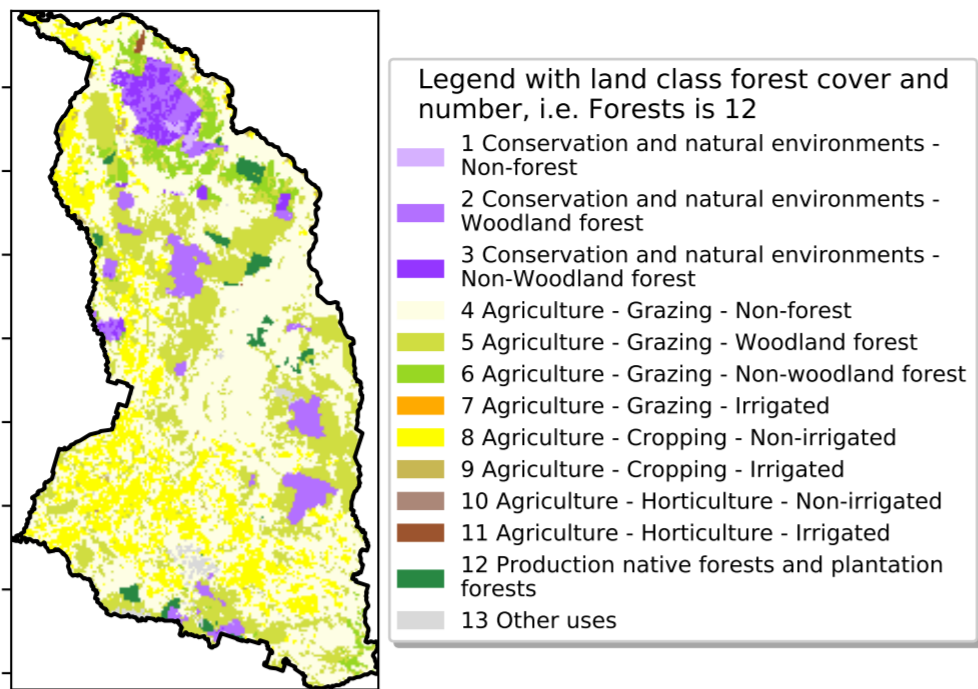 Legend with land class forest cover and
number, i.e. Forests is 12
1 Conservation and natural environments -
Non-forest
2 Conservation and natural environments -
Woodland forest
3 Conservation and natural environments -
Non-Woodland forest
4 Agriculture - Grazing - Non-forest
5 Agriculture - Grazing - Woodland forest
6 Agriculture - Grazing - Non-woodland forest
7 Agriculture - Grazing - Irrigated
8 Agriculture - Cropping - Non-irrigated
9 Agriculture - Cropping - Irrigated
10 Agriculture - Horticulture - Non-irrigated
11 Agriculture - Horticulture - Irrigated
12 Production native forests and plantation
forests
13 Other uses